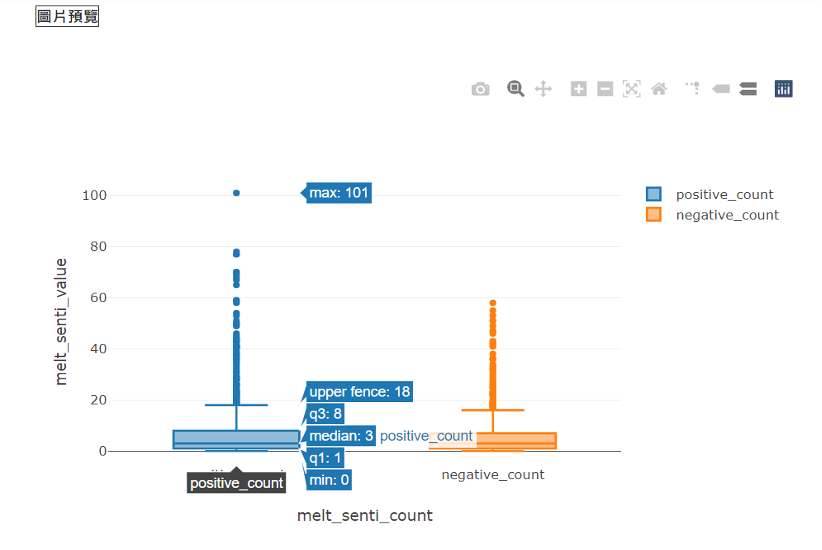 圖片預覽
100
80
60
40
20
0
melt_senti_value
max: 101
upper fence: 18
q3: 8
median: 3 positive_count
q1: 1
min: 0
positive_count
negative_count
melt_senti_count
positive_count
negative_count